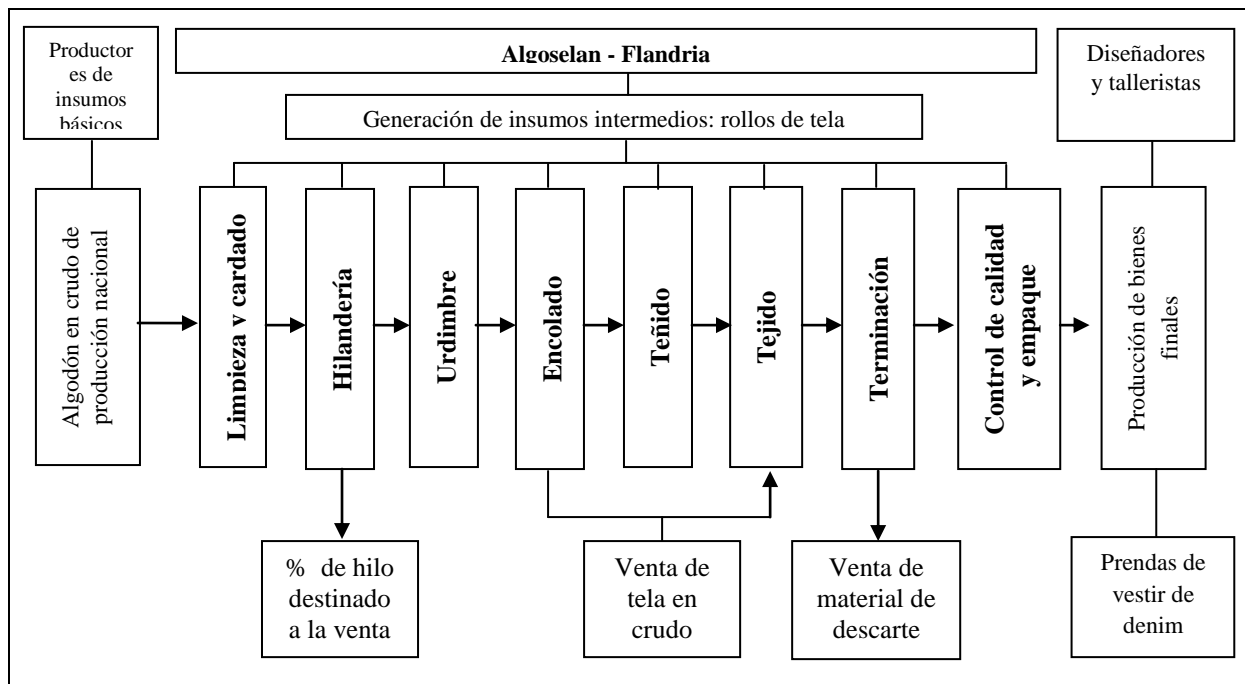 Productor
es de
insumos
básicos
Algoselan - Flandria
Diseñadores
y talleristas
Generación de insumos intermedios: rollos de tela
Algodón en crudo de
producción nacional
Limpieza y cardado
Hilandería
Urdimbre
Encolado
Teñido
Tejido
Terminación
Control de calidad
y empaque
Producción de bienes
finales
% de hilo
destinado
a la venta
Venta de
tela en
crudo
Venta de
material de
descarte
Prendas de
vestir de
denim